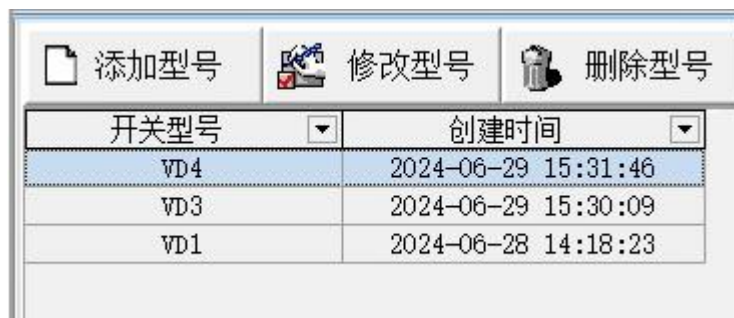 添加型号 修改型号 删除型号
开关型号 创建时间
VD4 2024-06-29 15:31:46
VD3 2024-06-29 15:30:09
VD1 2024-06-28 14:18:23